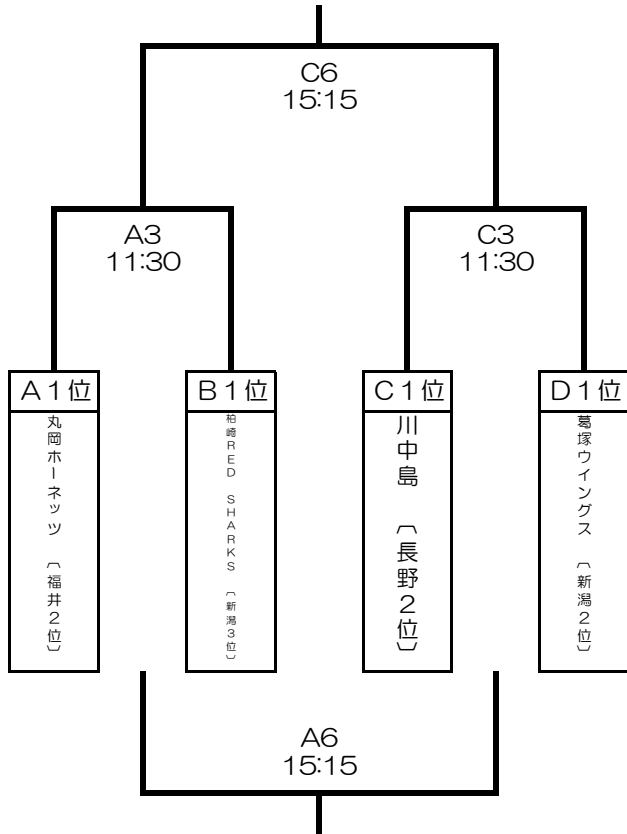 C6
15:15
A3
11:30
C3
11:30
A1位
B1位
C1位
D1位
丸岡ホーネッツ 〔福井2位〕
柏崎RED SHARKS 〔新潟3位〕
川中島 〔長野2位〕
葛塚ウイングス 〔新潟2位〕
A6
15:15